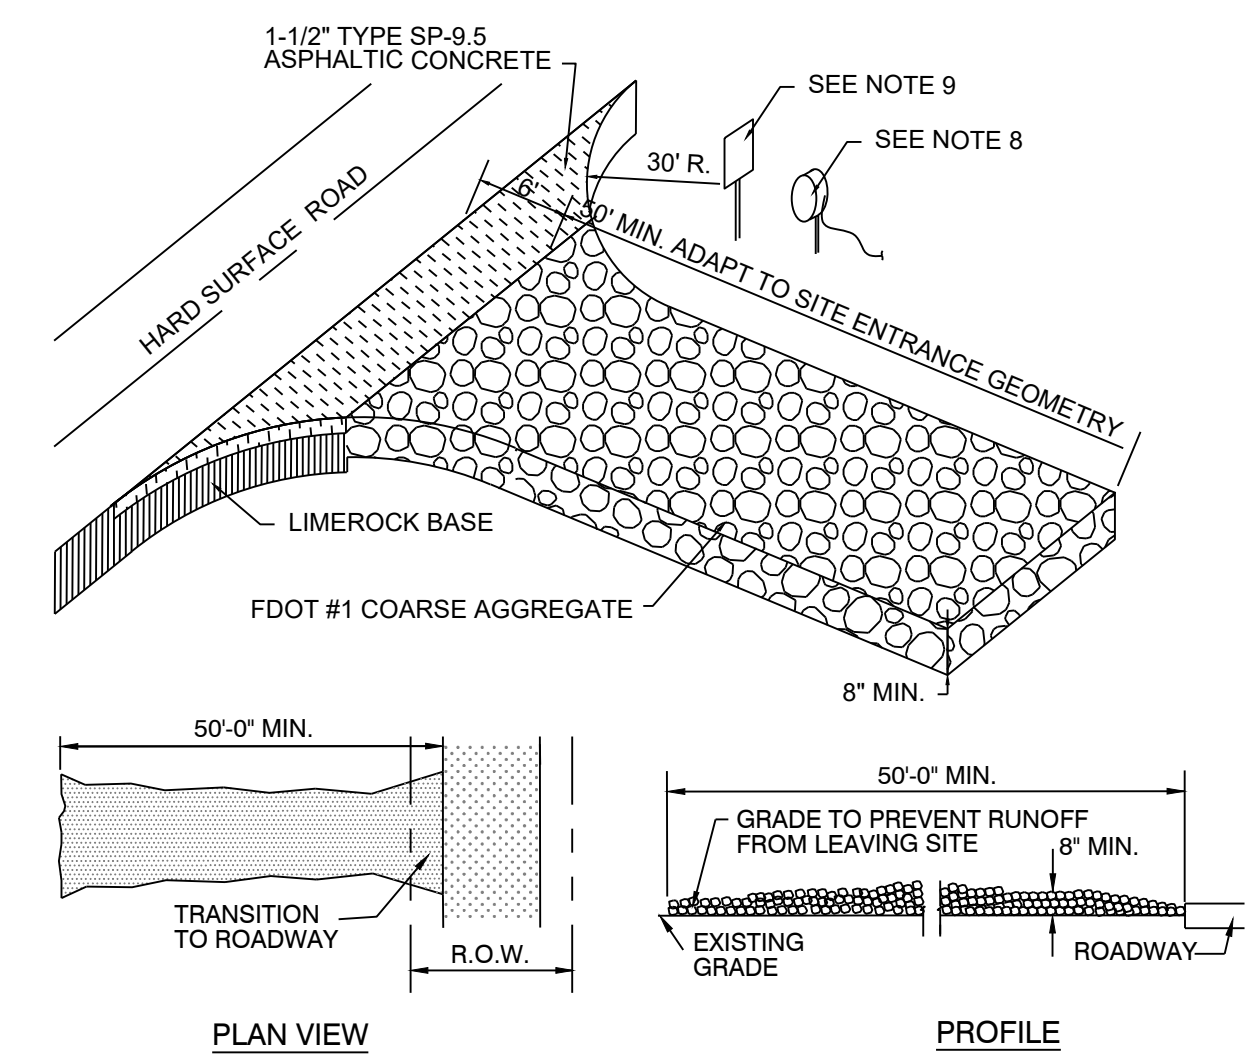 1-1/2" TYPE SP-9.5
ASPHALTIC CONCRETE
SEE NOTE 9
SEE NOTE 8
30' R.
6'
50' MIN. ADAPT TO SITE ENTRANCE GEOMETRY
HARD SURFACE ROAD
LIMEROCK BASE
FDOT #1 COARSE AGGREGATE
8" MIN.
50'-0" MIN.
TRANSITION
TO ROADWAY
R.O.W.
PLAN VIEW
50'-0" MIN.
GRADE TO PREVENT RUNOFF
FROM LEAVING SITE
8" MIN.
EXISTING
GRADE
ROADWAY
PROFILE